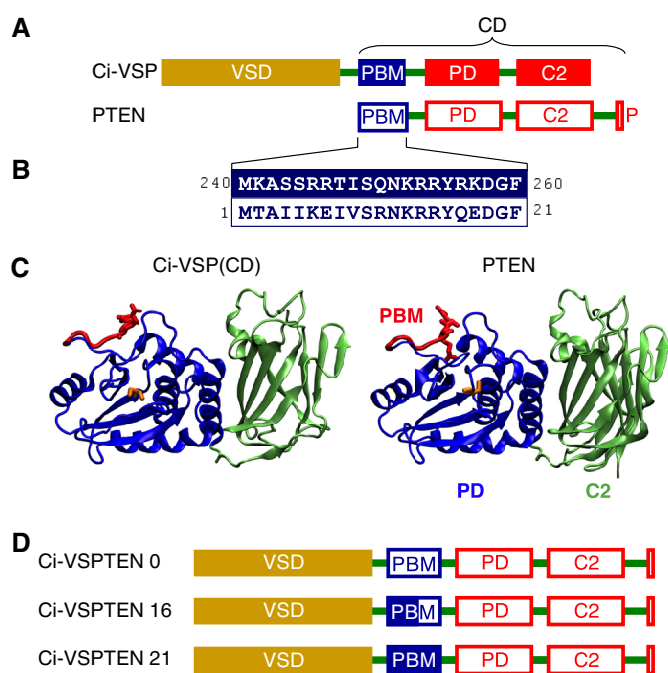 A
CD
Ci-VSP VSD PBM PD C2
PTEN PBM PD C2 P
B
240 MKASSRRTISQNKRRYRKDGF 260
1 MTAIIKEIVSRNKRRYQEDGF 21
C
Ci-VSP(CD) PTEN
PBM
PD C2
D
Ci-VSPTEN 0 VSD PBM PD C2
Ci-VSPTEN 16 VSD PBM PD C2
Ci-VSPTEN 21 VSD PBM PD C2